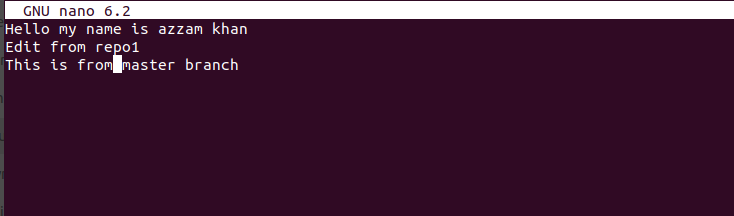 GNU nano 6.2
Hello my name is azzam khan
Edit from repo1
This is from master branch